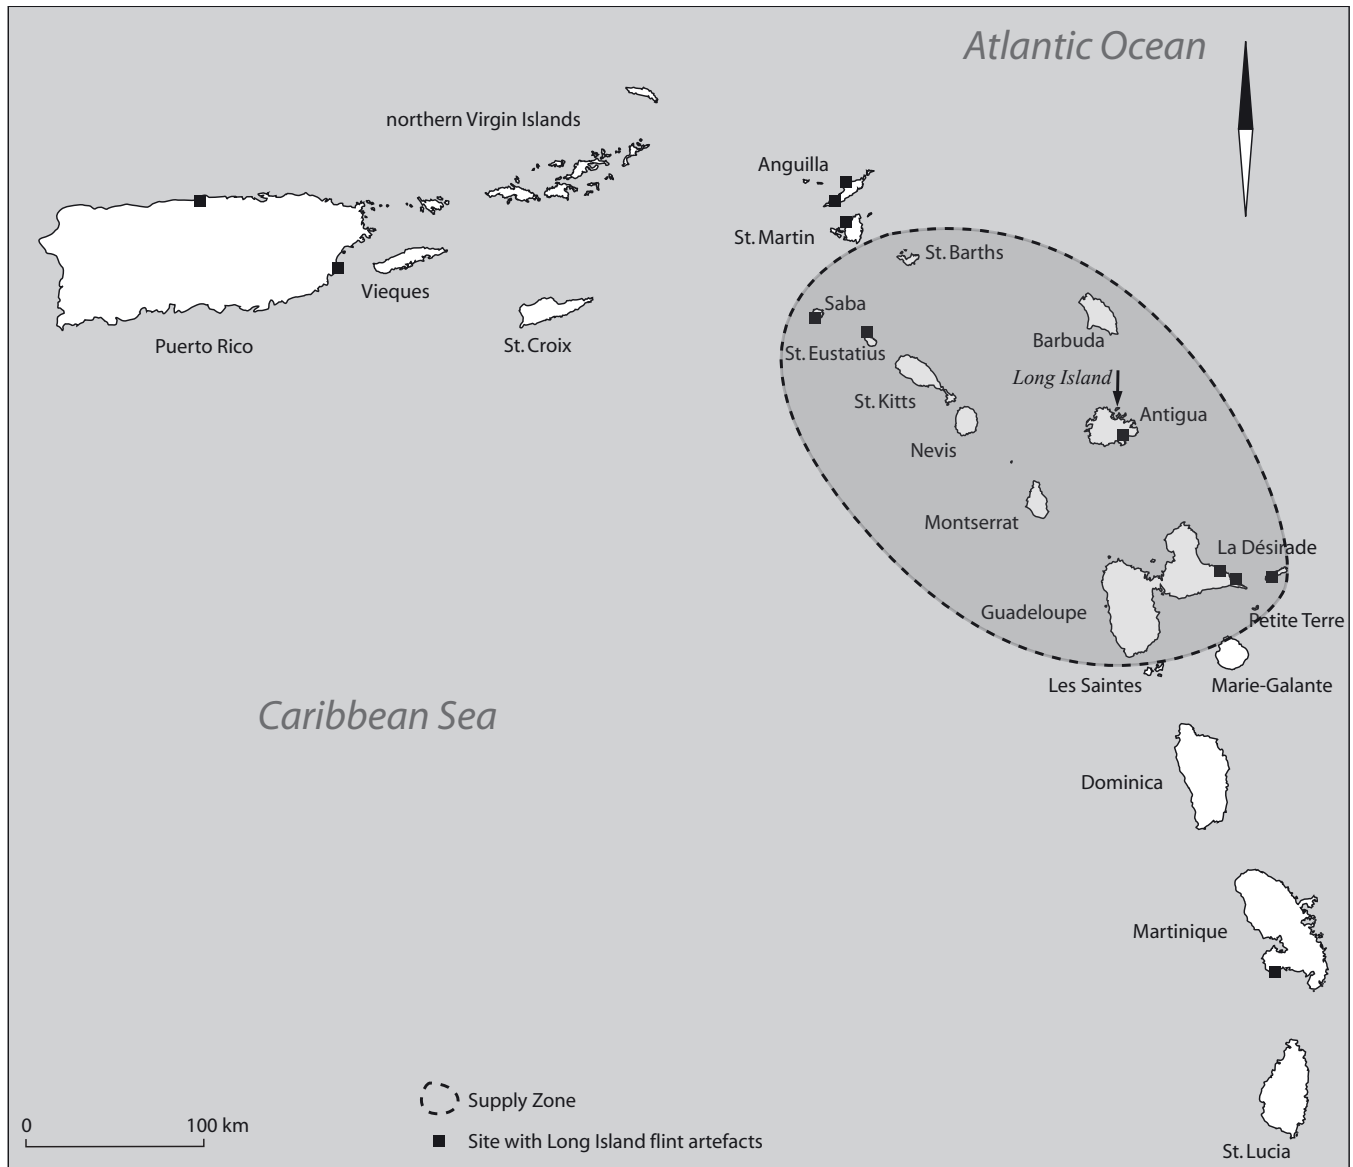 Atlantic Ocean
northern Virgin Islands
Anguilla
St. Martin
St. Barths
Vieques
Saba
Puerto Rico
St. Croix
St. Eustatius
Barbuda
Long Island
St. Kitts
Antigua
Nevis
Montserrat
La Désirade
Guadeloupe
Petite Terre
Les Saintes
Marie-Galante
Caribbean Sea
Dominica
Martinique
Supply Zone
0
100 km
Site with Long Island flint artefacts
St. Lucia